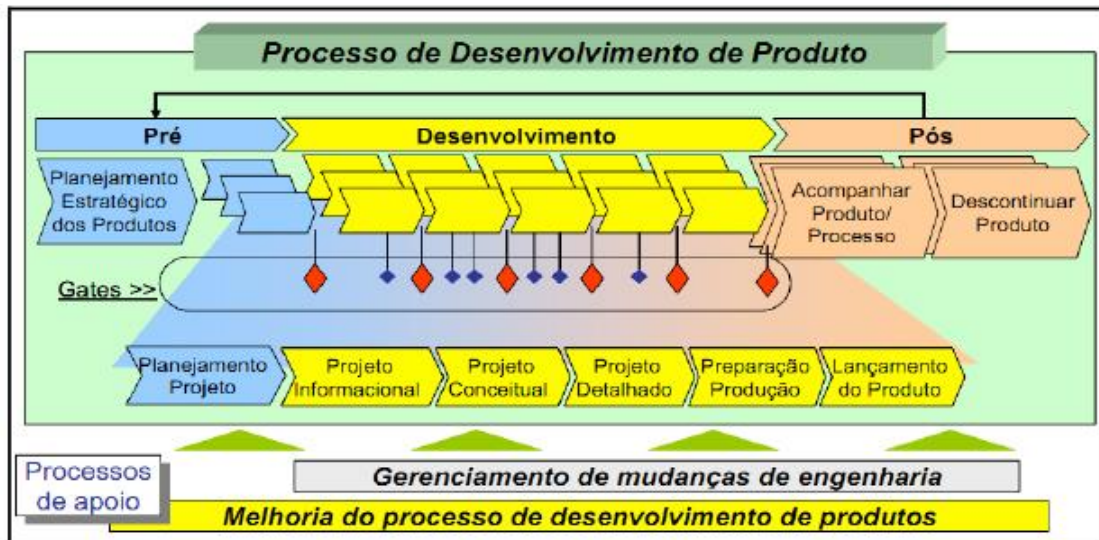 Processo de Desenvolvimento de Produto
Pré
Desenvolvimento
Pós
Planejamento
Estratégico
dos Produtos
Acompanhar
Produto/
Processo
Descontinuar
Produto
Gates >>
Planejamento
Projeto
Projeto
Informacional
Projeto
Conceitual
Projeto
Detalhado
Preparação
Produção
Lançamento
do Produto
Processos
de apoio
Gerenciamento de mudanças de engenharia
Melhoria do processo de desenvolvimento de produtos